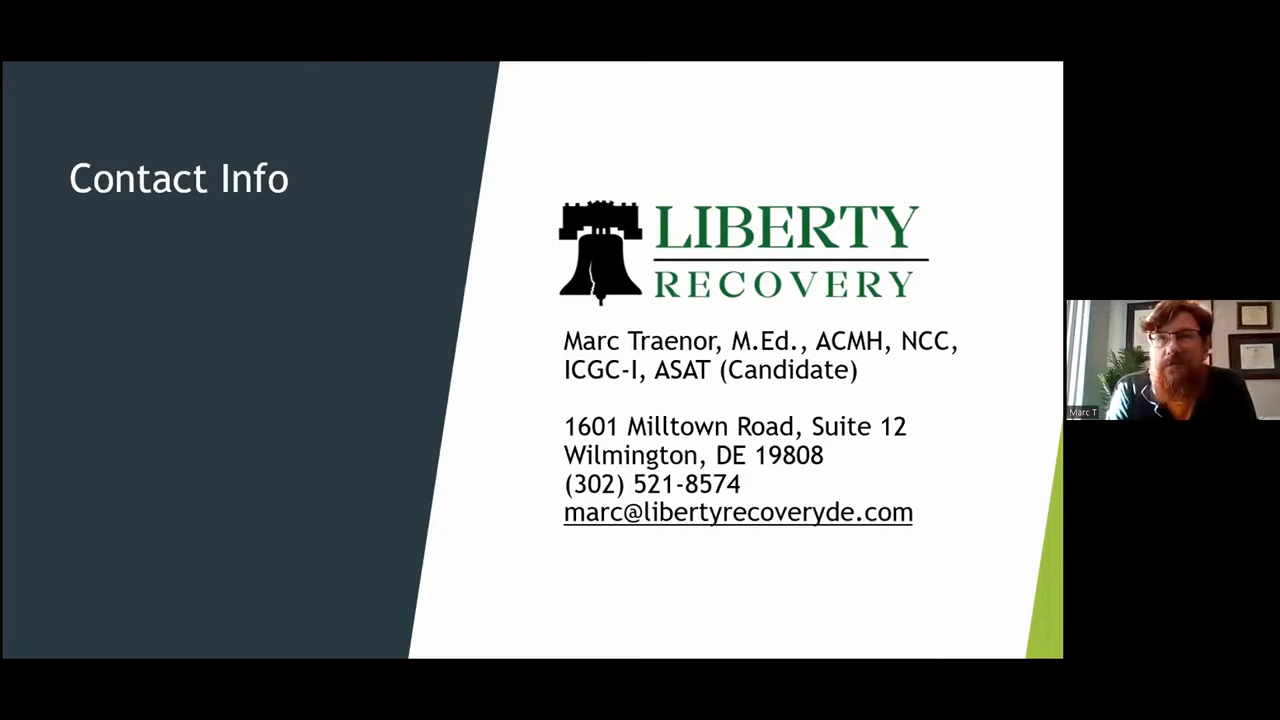 Contact Info
LIBERTY
RECOVERY
Marc Traenor, M.Ed., ACMH, NCC,
ICGC-I, ASAT (Candidate)
1601 Milltown Road, Suite 12
Wilmington, DE 19808
(302) 521-8574
marc@libertyrecoveryde.com
Marc T